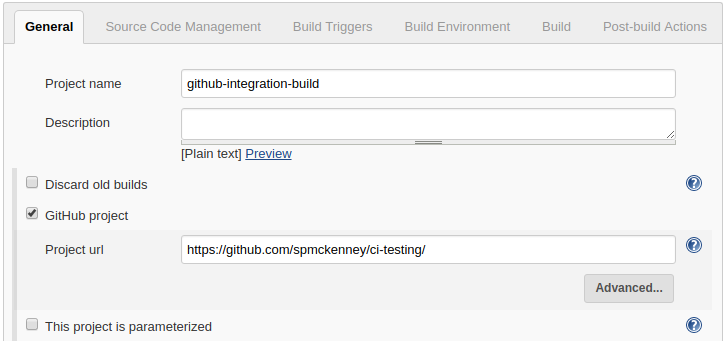 General Source Code Management Build Triggers Build Environment Build Post-build Actions
Project name github-integration-build
Description
[Plain text] Preview
Discard old builds ?
GitHub project
Project url https://github.com/spmckenney/ci-testing/ ?
Advanced...
This project is parameterized ?